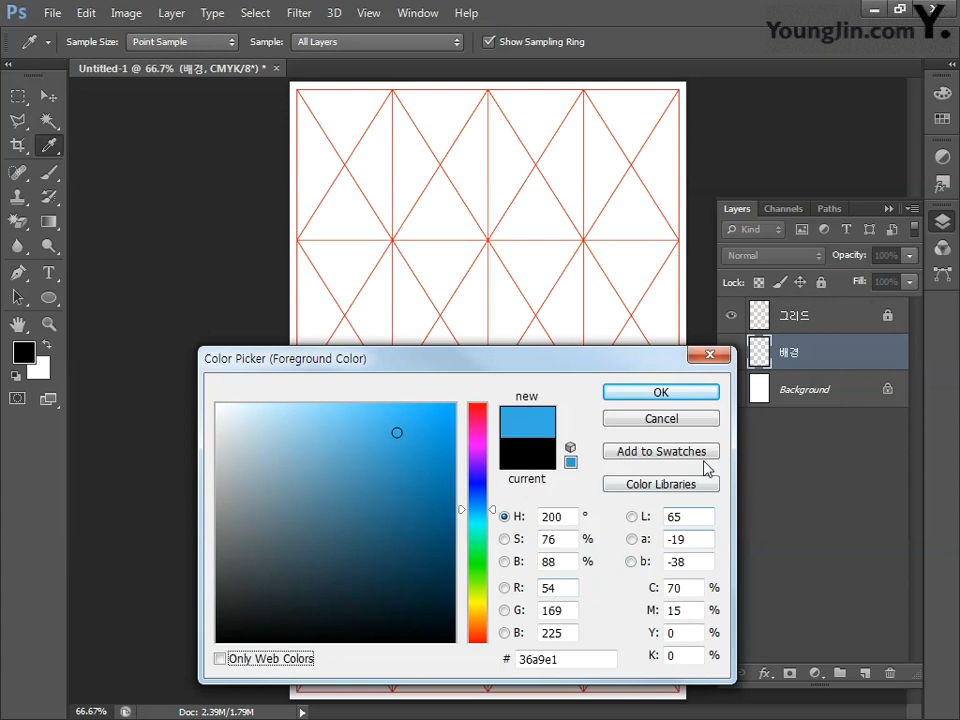 Ps File Edit Image Layer Type Select Filter 3D View Window Help
YoungJin.com Y.
Sample Size: Point Sample Sample: All Layers Show Sampling Ring
Untitled-1 @ 66.7% (배경, CMYK/8*) * ×
Layers Channels Paths
Kind
Normal Opacity: 100%
Lock: Fill: 100%
그리드
배경
Background
Color Picker (Foreground Color)
new
current
OK
Cancel
Add to Swatches
Color Libraries
H: 200 ° L: 65
S: 76 % a: -19
B: 88 % b: -38
R: 54 C: 70 %
G: 169 M: 15 %
B: 225 Y: 0 %
# 36a9e1 K: 0 %
Only Web Colors
66.67% Doc: 2.39M/1.79M
fx